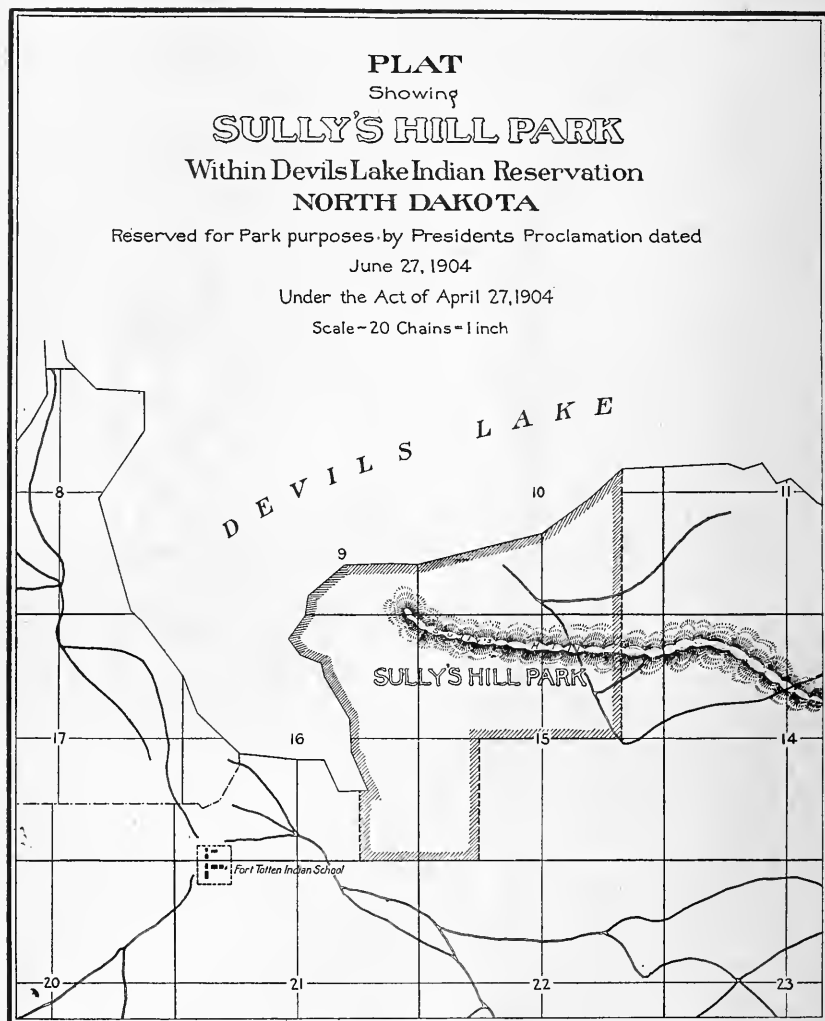 PLAT
Showing
SULLY'S HILL PARK
Within Devils Lake Indian Reservation
NORTH DAKOTA
Reserved for Park purposes by Presidents Proclamation dated
June 27, 1904
Under the Act of April 27, 1904
Scale-20 Chains=1 inch
DEVILS LAKE
8
9
10
11
SULLY'S HILL PARK
17
16
15
14
Fort Totten Indian School
20
21
22
23